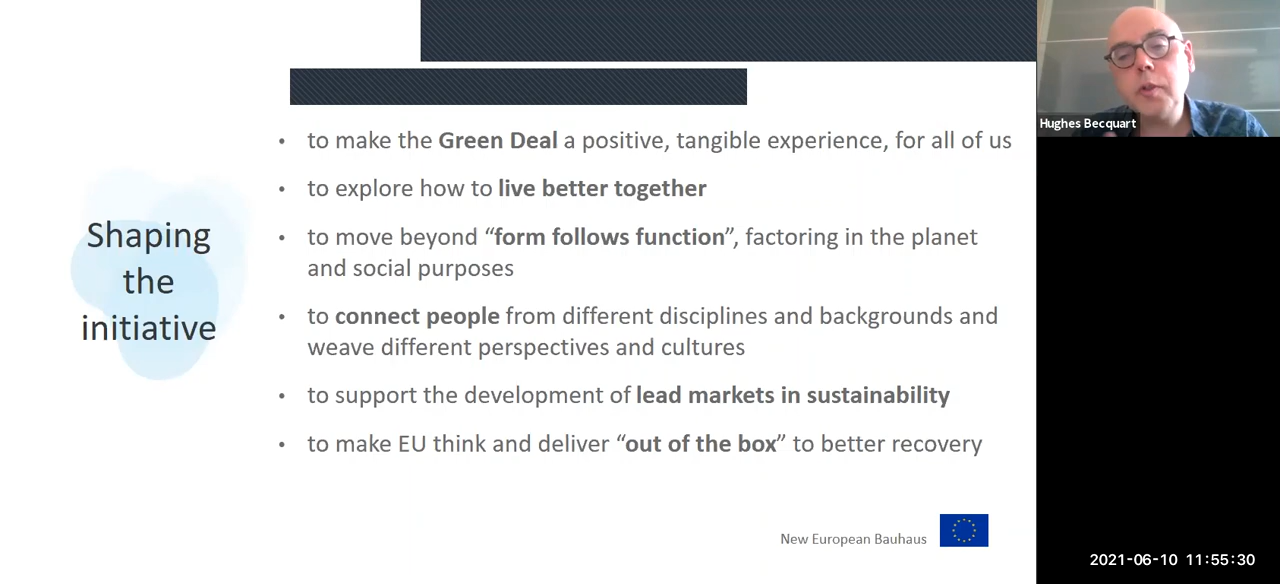 Hughes Becquart
Shaping
the
initiative
• to make the Green Deal a positive, tangible experience, for all of us
• to explore how to live better together
• to move beyond “form follows function”, factoring in the planet
and social purposes
• to connect people from different disciplines and backgrounds and
weave different perspectives and cultures
• to support the development of lead markets in sustainability
• to make EU think and deliver “out of the box” to better recovery
New European Bauhaus
2021-06-10 11:55:30